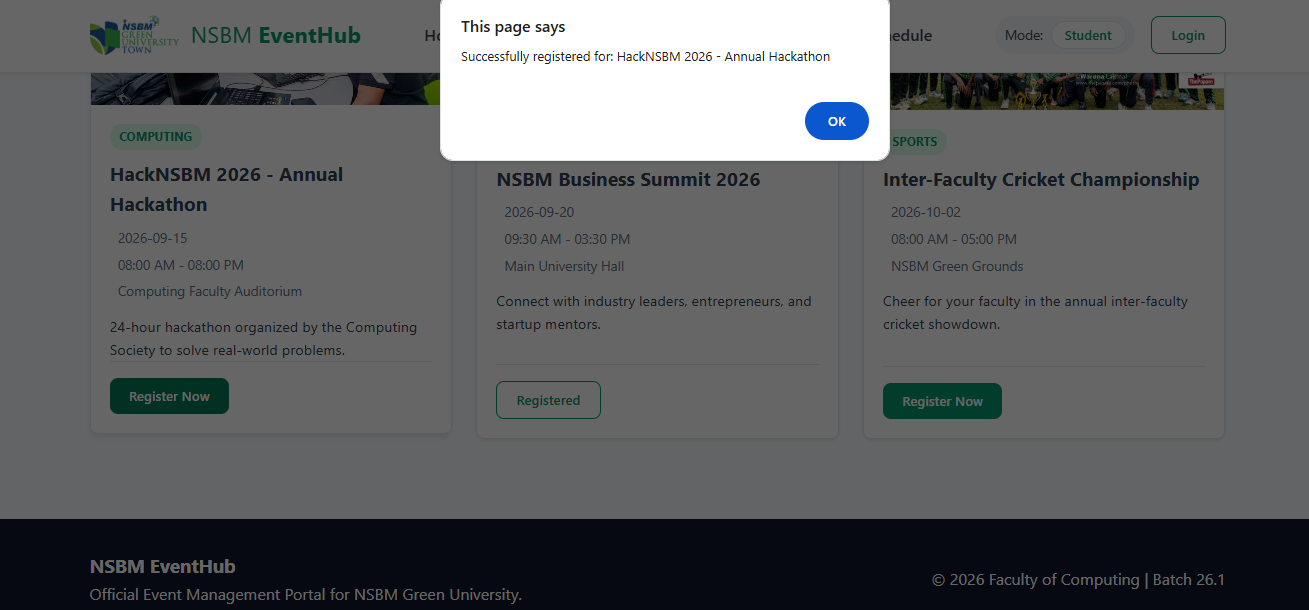 NSBM
GREEN
UNIVERSITY
TOWN
NSBM EventHub
Mode:
Student
Login
This page says
Successfully registered for: HackNSBM 2026 - Annual Hackathon
OK
COMPUTING
HackNSBM 2026 - Annual
Hackathon
2026-09-15
08:00 AM - 08:00 PM
Computing Faculty Auditorium
24-hour hackathon organized by the Computing
Society to solve real-world problems.
Register Now
NSBM Business Summit 2026
2026-09-20
09:30 AM - 03:30 PM
Main University Hall
Connect with industry leaders, entrepreneurs, and
startup mentors.
Registered
SPORTS
Inter-Faculty Cricket Championship
2026-10-02
08:00 AM - 05:00 PM
NSBM Green Grounds
Cheer for your faculty in the annual inter-faculty
cricket showdown.
Register Now
NSBM EventHub
Official Event Management Portal for NSBM Green University.
© 2026 Faculty of Computing | Batch 26.1